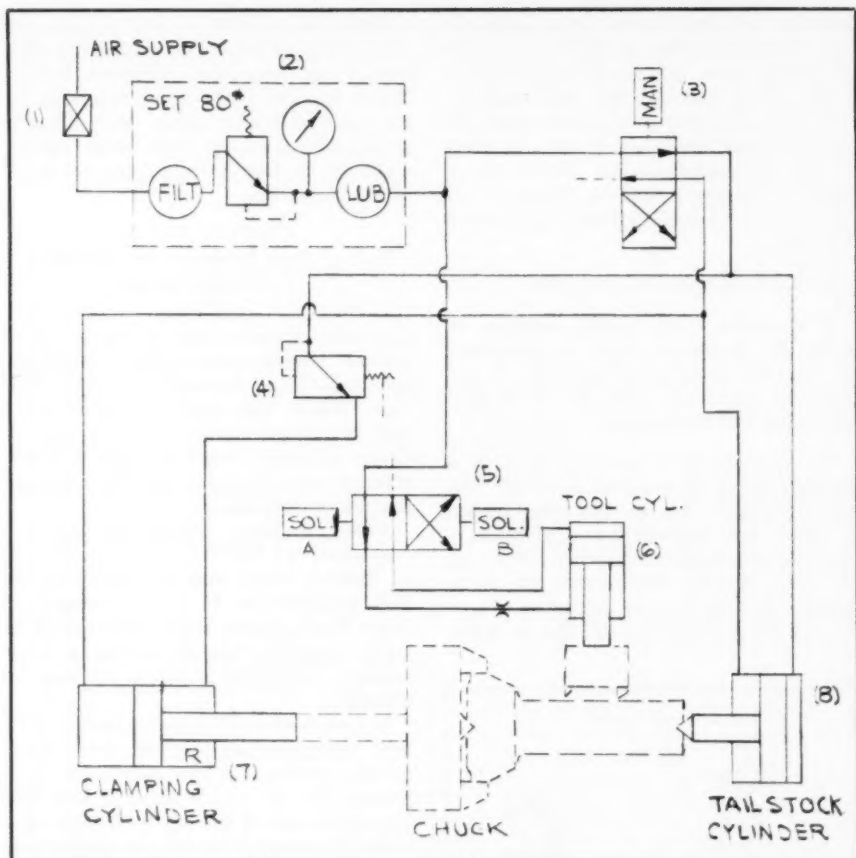 AIR SUPPLY
(1)
(2)
SET 80#
FILT
LUB
MAN
(3)
(4)
(5)
SOL.
A
SOL.
B
TOOL CYL.
(6)
R
(7)
(8)
CLAMPING
CYLINDER
CHUCK
TAILSTOCK
CYLINDER